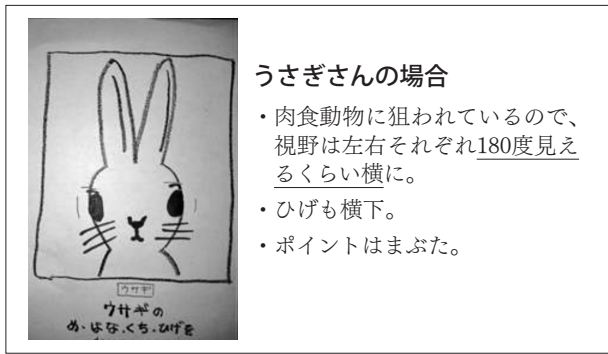 うさぎさんの場合
・肉食動物に狙われているので、
視野は左右それぞれ180度見え
るくらい横に。
・ひげも横下。
・ポイントはまぶた。
ウサギ
ウサギの
め・はな・くち・ひげを